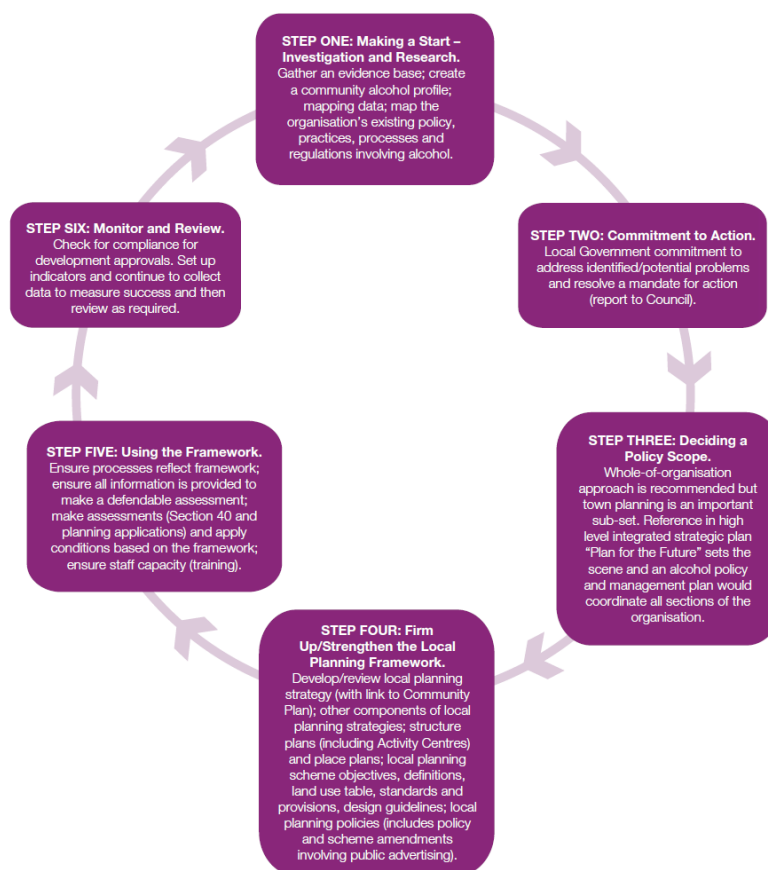 STEP ONE: Making a Start –
Investigation and Research.
Gather an evidence base; create
a community alcohol profile;
mapping data; map the
organisation's existing policy,
practices, processes and
regulations involving alcohol.
STEP TWO: Commitment to Action.
Local Government commitment to
address identified/potential problems
and resolve a mandate for action
(report to Council).
STEP THREE: Deciding a
Policy Scope.
Whole-of-organisation
approach is recommended but
town planning is an important
sub-set. Reference in high
level integrated strategic plan
“Plan for the Future” sets the
scene and an alcohol policy
and management plan would
coordinate all sections of the
organisation.
STEP FOUR: Firm
Up/Strengthen the Local
Planning Framework.
Develop/review local planning
strategy (with link to Community
Plan); other components of local
planning strategies; structure
plans (including Activity Centres)
and place plans; local planning
scheme objectives, definitions,
land use table, standards and
provisions, design guidelines; local
planning policies (includes policy
and scheme amendments
involving public advertising).
STEP FIVE: Using the Framework.
Ensure processes reflect framework;
ensure all information is provided to
make a defendable assessment;
make assessments (Section 40 and
planning applications) and apply
conditions based on the framework;
ensure staff capacity (training).
STEP SIX: Monitor and Review.
Check for compliance for
development approvals. Set up
indicators and continue to collect
data to measure success and then
review as required.